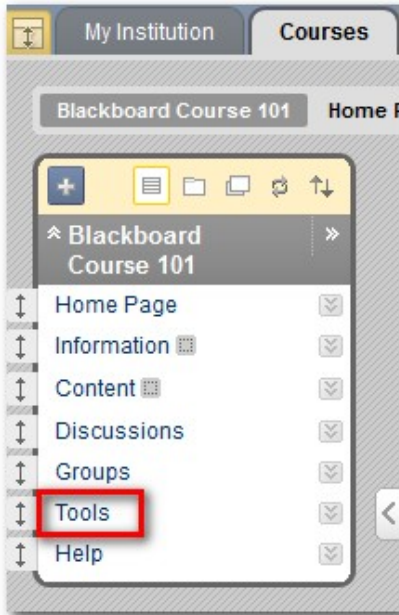 My Institution
Courses
Blackboard Course 101
Home
Blackboard
Course 101
Home Page
Information
Content
Discussions
Groups
Tools
Help